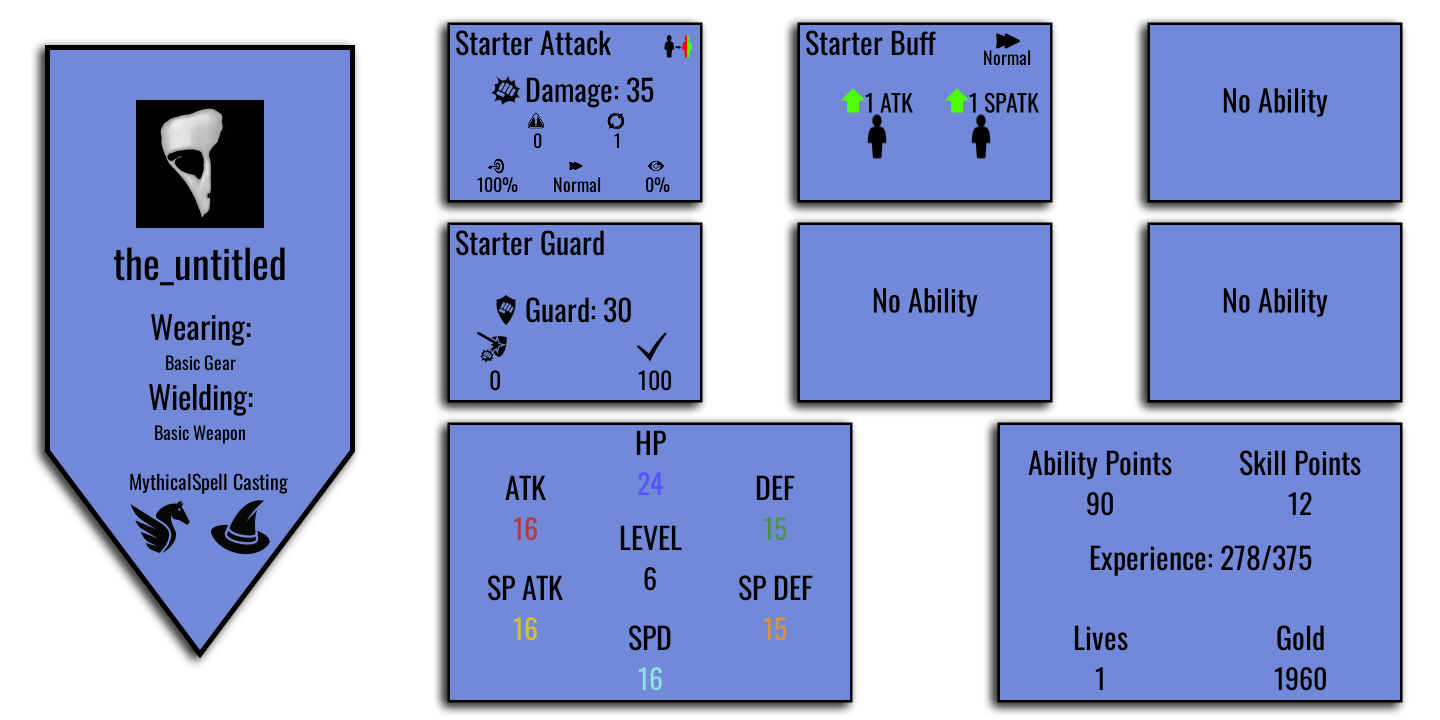 the_untitled
Wearing:
Basic Gear
Wielding:
Basic Weapon
MythicalSpell Casting
Starter Attack
Damage: 35
0 1
100% Normal 0%
Starter Buff
Normal
1 ATK 1 SPATK
No Ability
Starter Guard
Guard: 30
0 100
No Ability
No Ability
HP
24
ATK DEF
16 15
LEVEL
6
SP ATK SP DEF
16 15
SPD
16
Ability Points Skill Points
90 12
Experience: 278/375
Lives Gold
1 1960